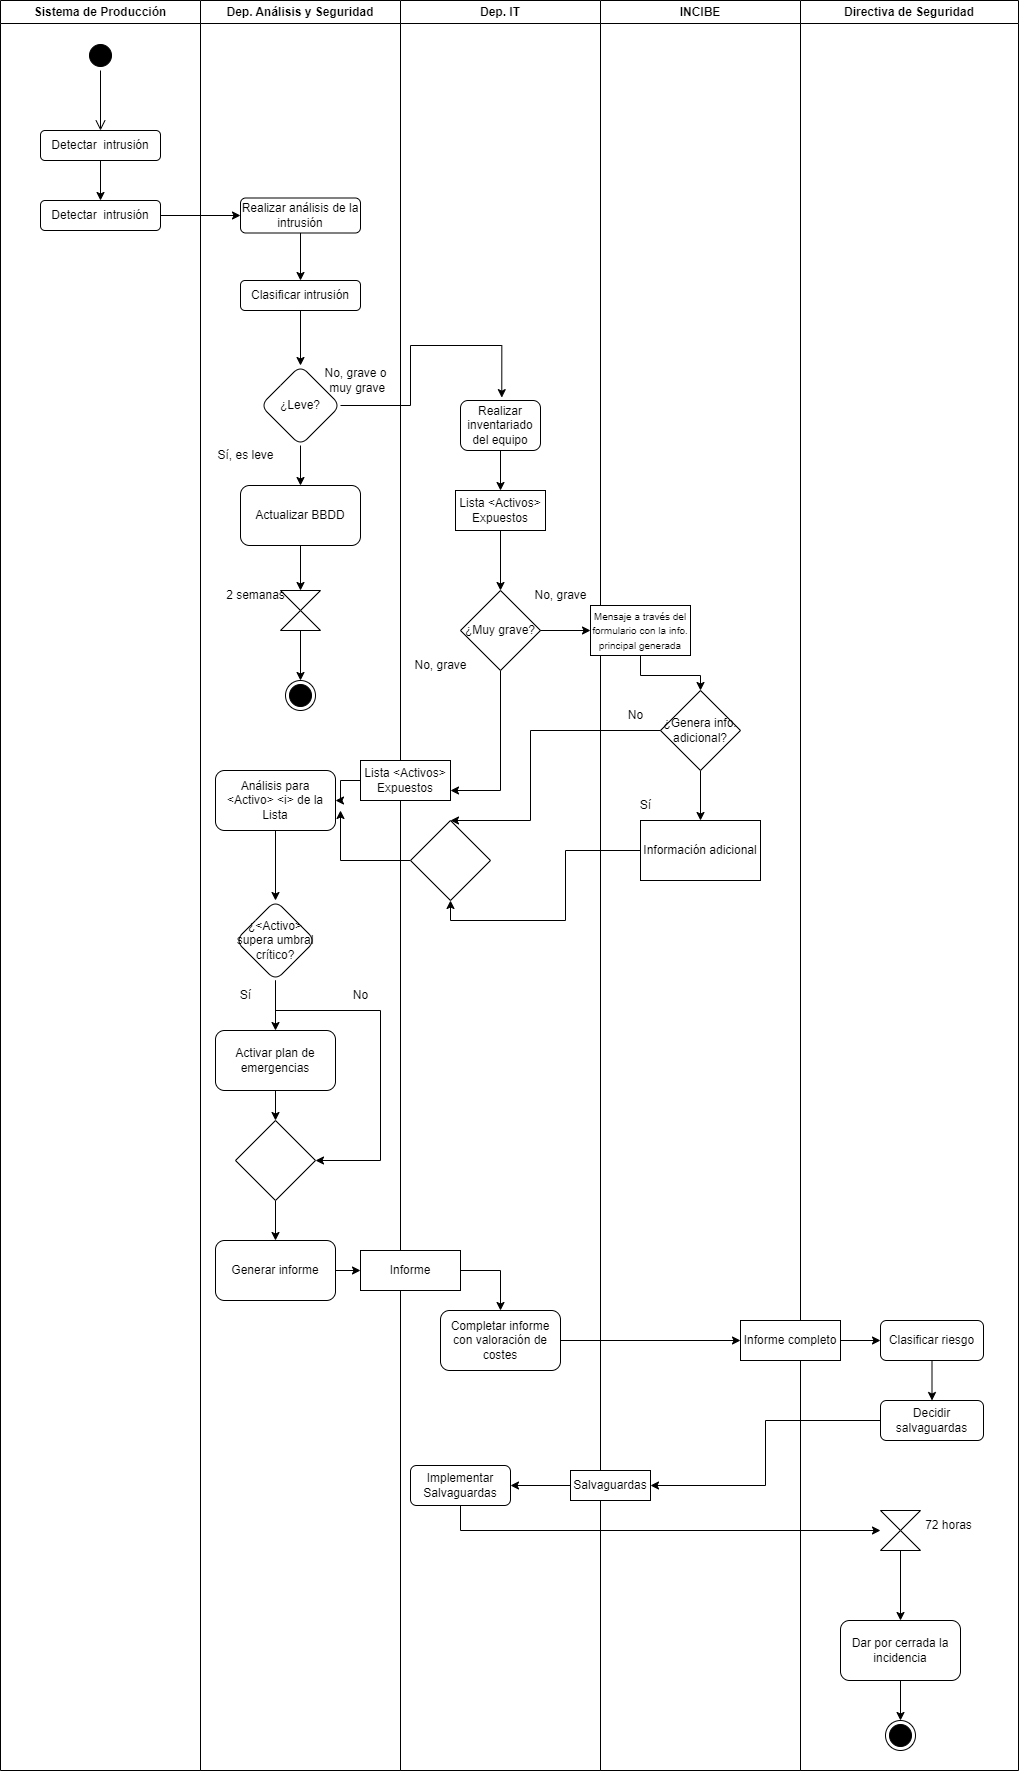 Sistema de Producción
Dep. Análisis y Seguridad
Dep. IT
INCIBE
Directiva de Seguridad
Detectar intrusión
Detectar intrusión
Realizar análisis de la
intrusión
Clasificar intrusión
No, grave o
muy grave
¿Leve?
Sí, es leve
Actualizar BBDD
2 semanas
Realizar
inventariado
del equipo
Lista <Activos>
Expuestos
No, grave
¿Muy grave?
No, grave
Mensaje a través del
formulario con la info.
principal generada
No
¿Genera info.
adicional?
Sí
Información adicional
Lista <Activos>
Expuestos
Análisis para
<Activo> <i> de la
Lista
¿<Activo>
supera umbral
crítico?
Sí
No
Activar plan de
emergencias
Generar informe
Informe
Completar informe
con valoración de
costes
Informe completo
Clasificar riesgo
Decidir
salvaguardas
Salvaguardas
Implementar
Salvaguardas
72 horas
Dar por cerrada la
incidencia